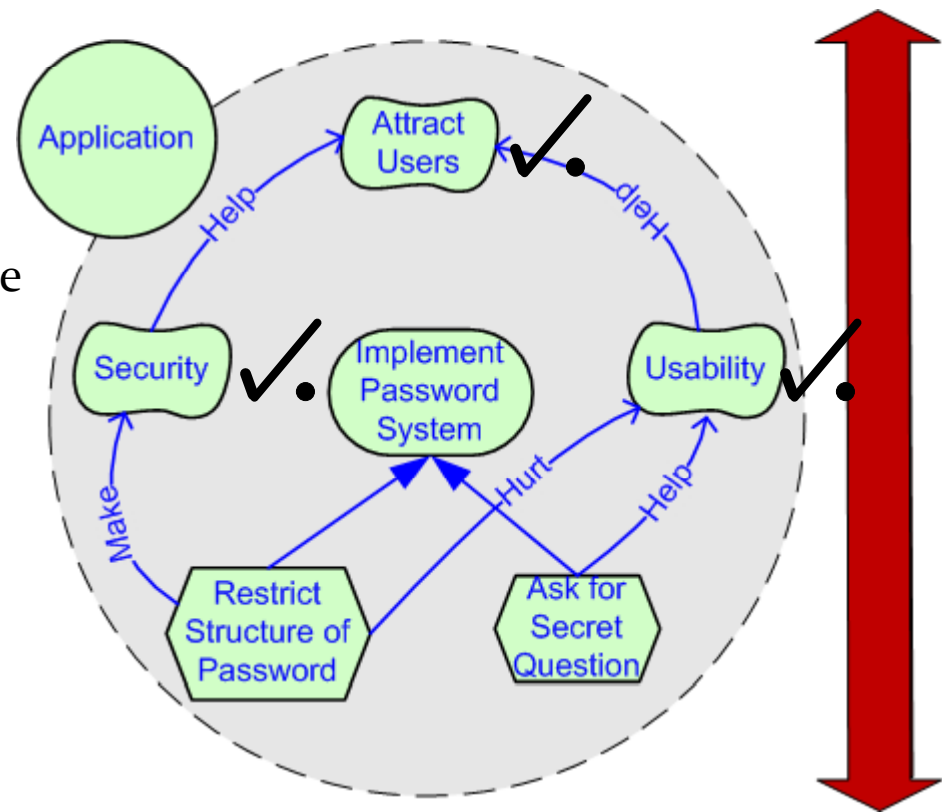 Application
Attract
Users
Help
Help
e
Security
Implement
Password
System
Usability
Make
Hurt
Help
Restrict
Structure of
Password
Ask for
Secret
Question